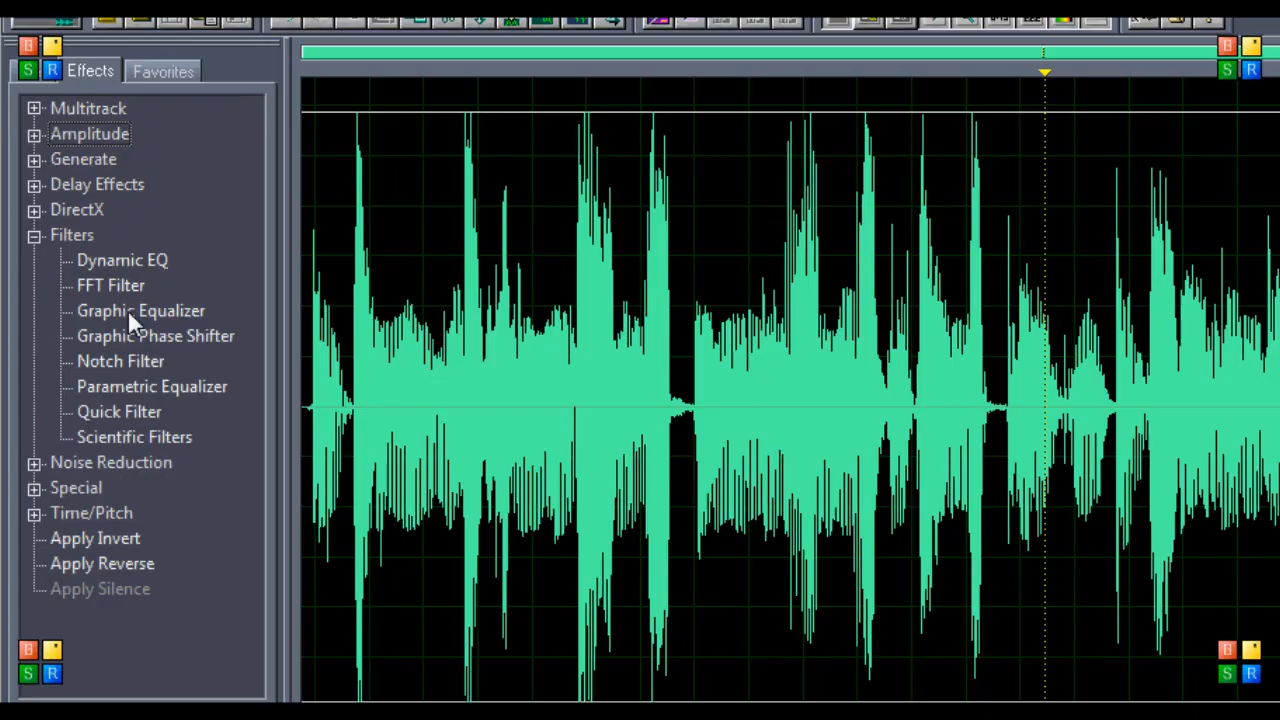 B
S R
B
S R
Effects Favorites
Multitrack
Amplitude
Generate
Delay Effects
DirectX
Filters
Dynamic EQ
FFT Filter
Graphic Equalizer
Graphic Phase Shifter
Notch Filter
Parametric Equalizer
Quick Filter
Scientific Filters
Noise Reduction
Special
Time/Pitch
Apply Invert
Apply Reverse
Apply Silence
B
S R
B
S R